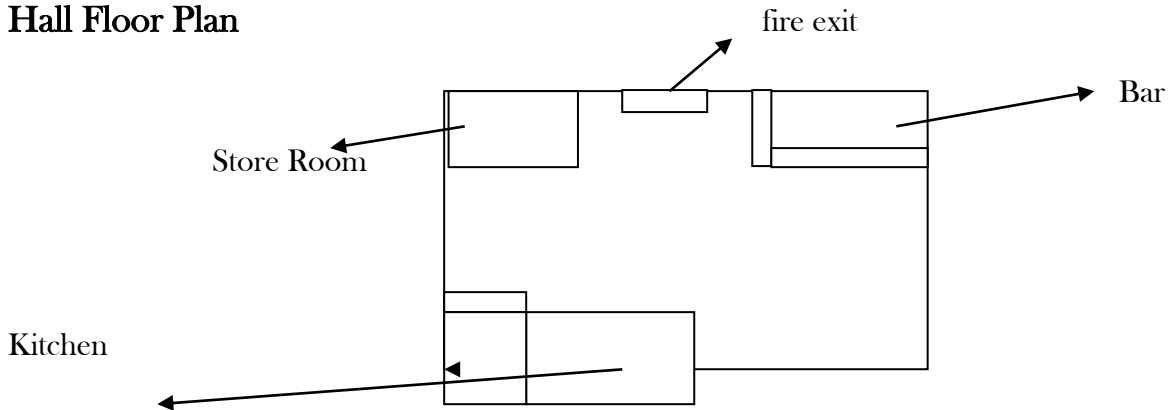 Hall Floor Plan
fire exit
Bar
Store Room
Kitchen